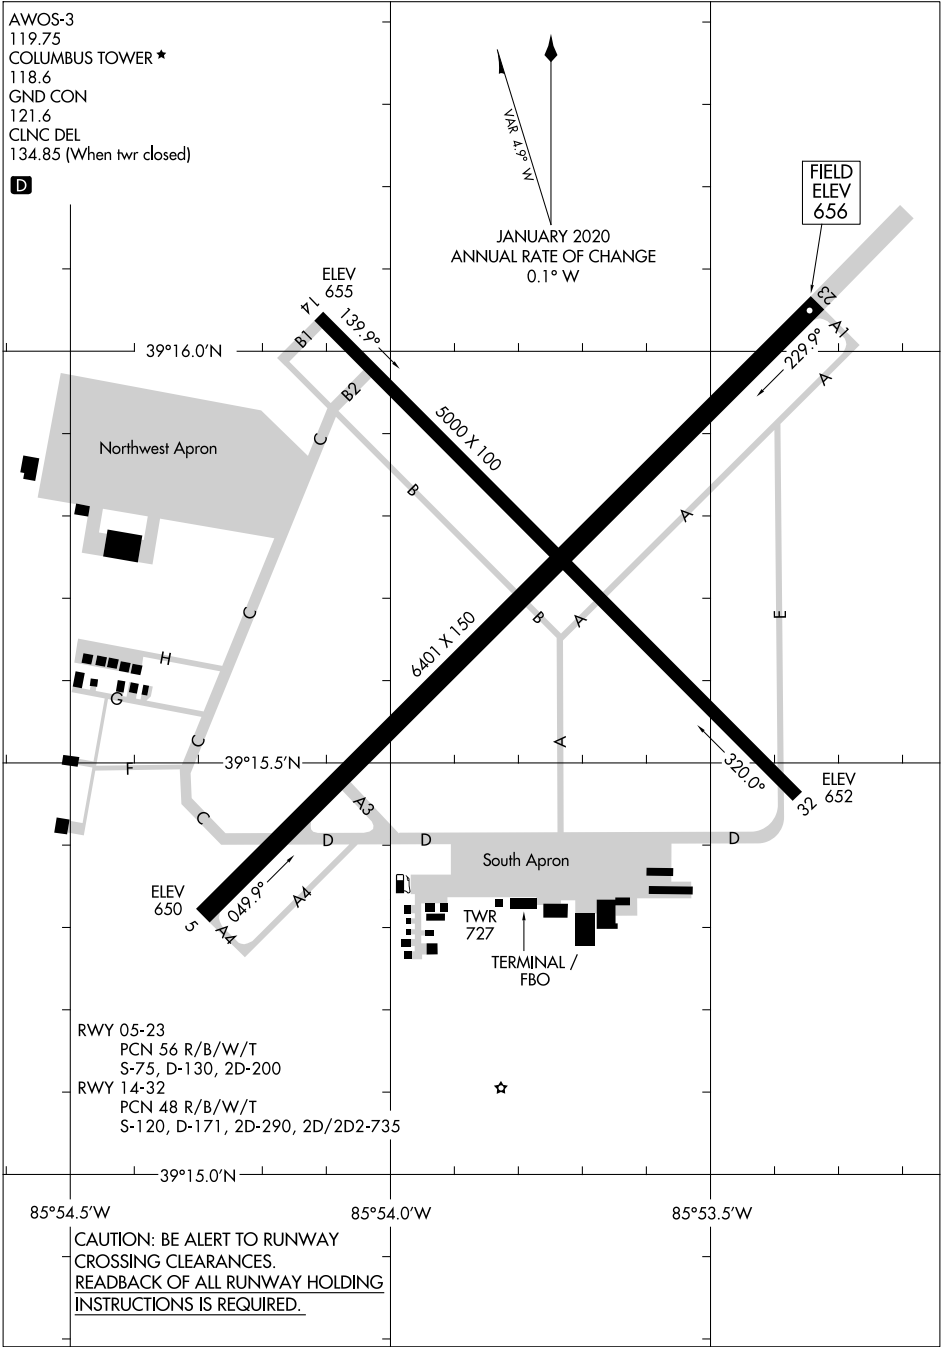 AWOS-3
119.75
COLUMBUS TOWER ★
118.6
GND CON
121.6
CLNC DEL
134.85 (When twr closed)
D
VAR 4.9° W
JANUARY 2020
ANNUAL RATE OF CHANGE
0.1° W
FIELD
ELEV
656
ELEV
655
14
139.9°
23
A1
229.9°
A
B1
39°16.0'N
B2
C
5000 X 100
Northwest Apron
B
A
C
B
A
E
6401 X 150
H
G
C
A
F
39°15.5'N
320.0°
ELEV
652
32
A3
C
D
D
D
South Apron
ELEV
650
049.9°
A4
5
A4
TWR
727
TERMINAL /
FBO
RWY 05-23
PCN 56 R/B/W/T
S-75, D-130, 2D-200
RWY 14-32
PCN 48 R/B/W/T
S-120, D-171, 2D-290, 2D/2D2-735
39°15.0'N
85°54.5'W
85°54.0'W
85°53.5'W
CAUTION: BE ALERT TO RUNWAY
CROSSING CLEARANCES.
READBACK OF ALL RUNWAY HOLDING
INSTRUCTIONS IS REQUIRED.